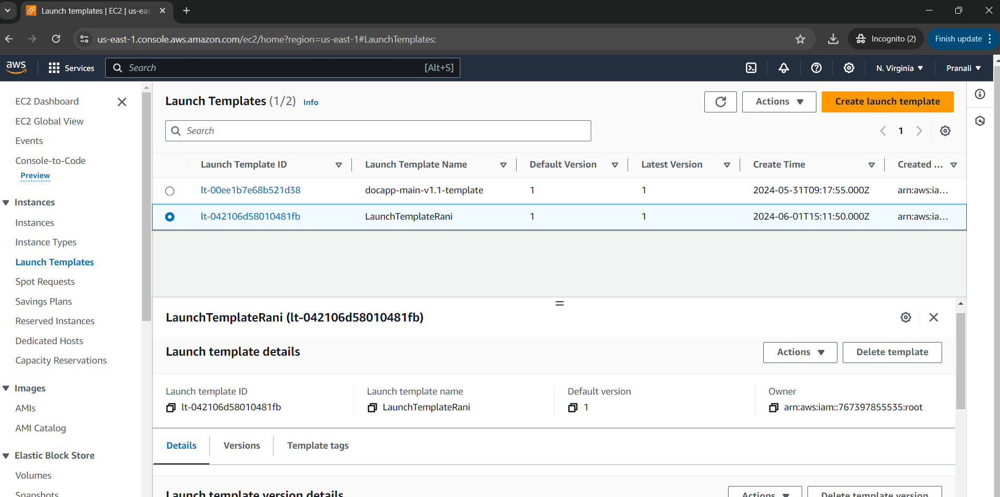 Launch templates | EC2 | us-eas
us-east-1.console.aws.amazon.com/ec2/home?region=us-east-1#LaunchTemplates:
Incognito (2)
Finish update
aws
Services
Search
[Alt+S]
N. Virginia
Pranali
EC2 Dashboard
EC2 Global View
Events
Console-to-Code
Preview
Instances
Instances
Instance Types
Launch Templates
Spot Requests
Savings Plans
Reserved Instances
Dedicated Hosts
Capacity Reservations
Images
AMIs
AMI Catalog
Elastic Block Store
Volumes
Snapshots
Launch Templates (1/2) Info
Actions
Create launch template
Search
1
Launch Template ID Launch Template Name Default Version Latest Version Create Time Created ...
lt-00ee1b7e68b521d38 docapp-main-v1.1-template 1 1 2024-05-31T09:17:55.000Z arn:aws:ia...
lt-042106d58010481fb LaunchTemplateRani 1 1 2024-06-01T15:11:50.000Z arn:aws:ia...
LaunchTemplateRani (lt-042106d58010481fb)
Launch template details
Actions
Delete template
Launch template ID Launch template name Default version Owner
lt-042106d58010481fb LaunchTemplateRani 1 arn:aws:iam::767397855535:root
Details Versions Template tags
Launch template version details
Actions
Delete template version